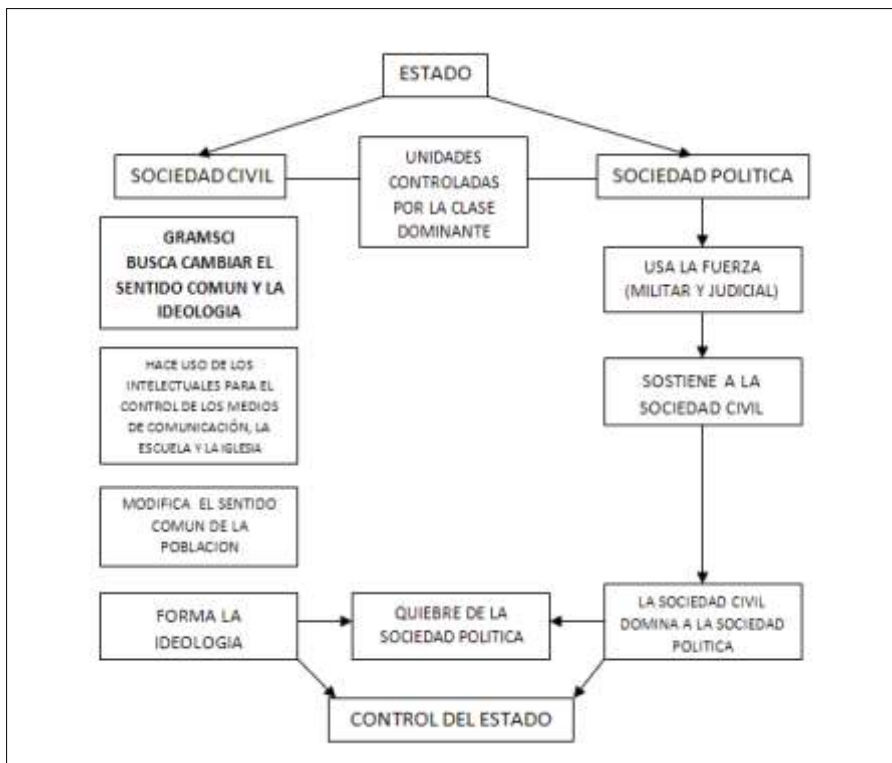 ESTADO
SOCIEDAD CIVIL
UNIDADES
CONTROLADAS
POR LA CLASE
DOMINANTE
SOCIEDAD POLITICA
GRAMSCI
BUSCA CAMBIAR EL
SENTIDO COMUN Y LA
IDEOLOGIA
USA LA FUERZA
(MILITAR Y JUDICIAL)
HACE USO DE LOS
INTELECTUALES PARA EL
CONTROL DE LOS MEDIOS
DE COMUNICACIÓN, LA
ESCUELA Y LA IGLESIA
SOSTIENE A LA
SOCIEDAD CIVIL
MODIFICA EL SENTIDO
COMUN DE LA
POBLACION
FORMA LA
IDEOLOGIA
QUIEBRE DE LA
SOCIEDAD POLITICA
LA SOCIEDAD CIVIL
DOMINA A LA SOCIEDAD
POLITICA
CONTROL DEL ESTADO